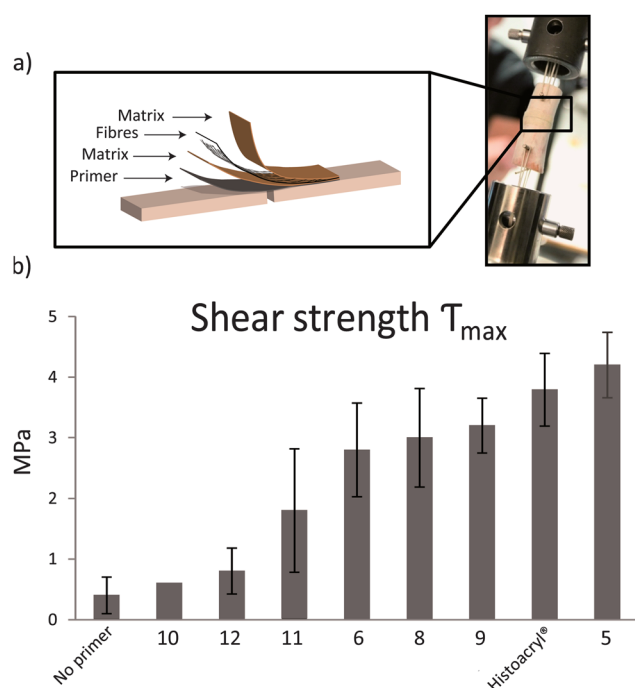 a)
Matrix
Fibres
Matrix
Primer
b)
Shear strength Ƭmax
MPa
5
4
3
2
1
0
No primer
10
12
11
6
8
9
Histoacryl®
5